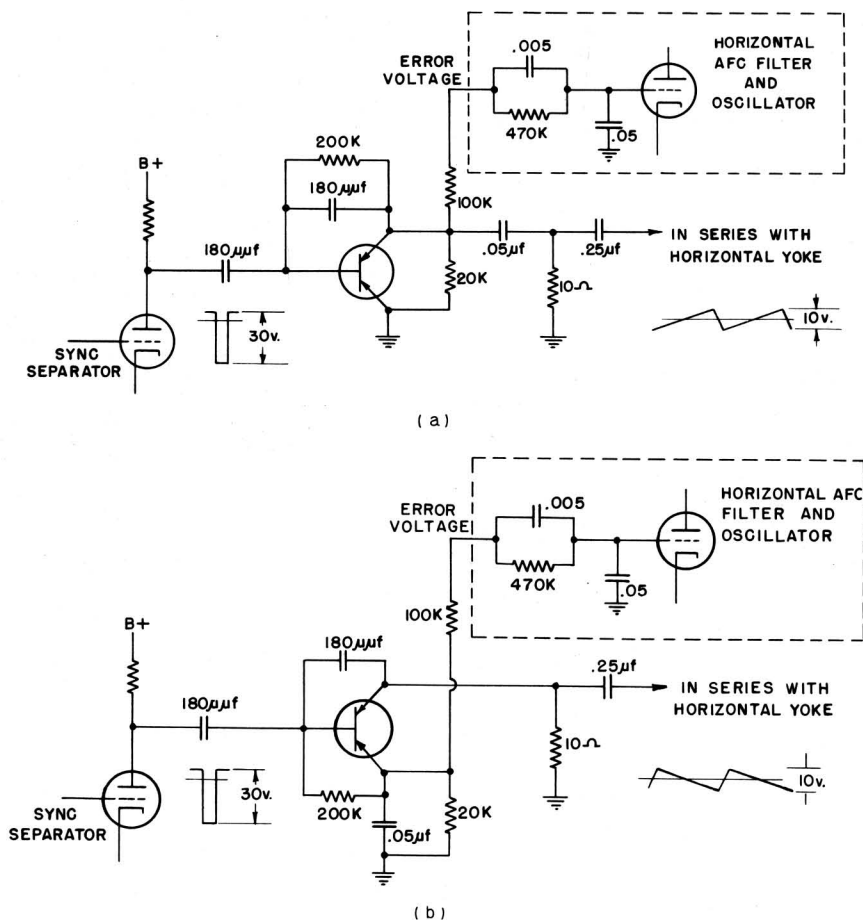 HORIZONTAL
AFC FILTER
AND
OSCILLATOR
.005
ERROR
VOLTAGE
470K
.05
200K
B+
180μμf
100K
180μμf
.05μf
.25μf
IN SERIES WITH
HORIZONTAL YOKE
20K
10Ω
30v.
10v.
SYNC
SEPARATOR
(a)
HORIZONTAL AFC
FILTER AND
OSCILLATOR
.005
ERROR
VOLTAGE
470K
.05
100K
B+
180μμf
180μμf
.25μf
IN SERIES WITH
HORIZONTAL YOKE
10Ω
30v.
10v.
SYNC
SEPARATOR
200K
.05μf
20K
(b)